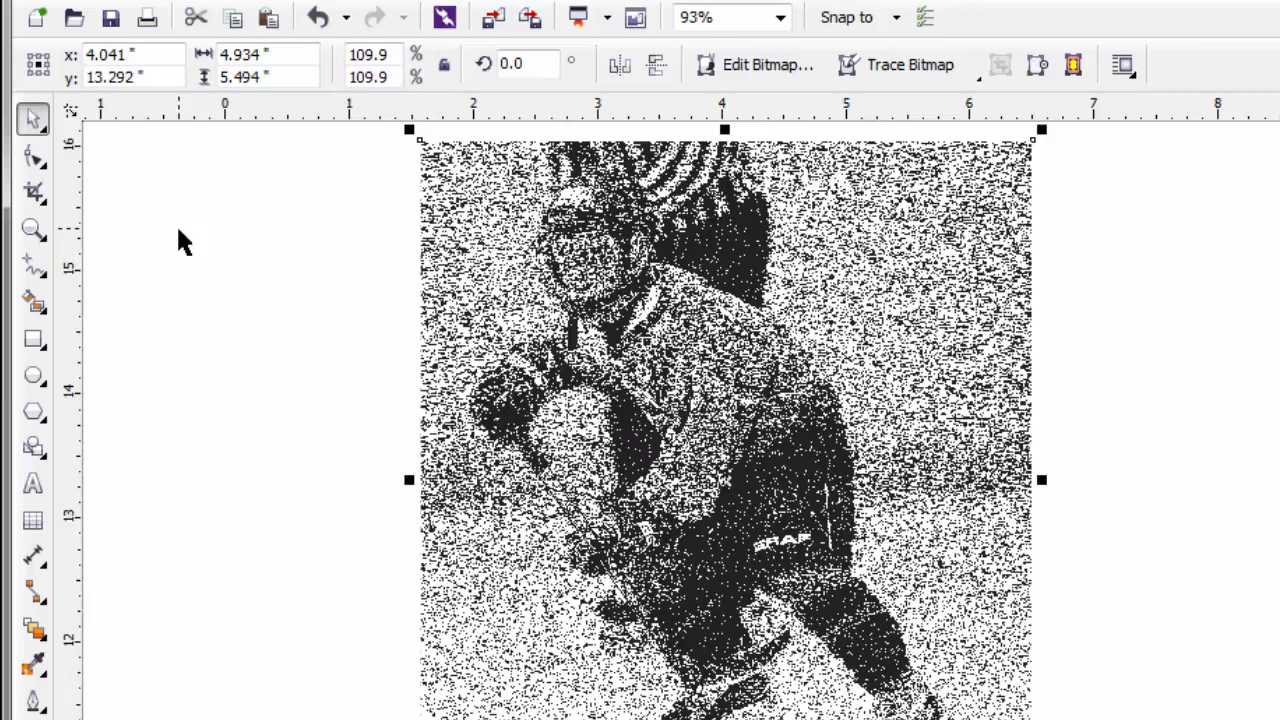 93% Snap to
x: 4.041 " 4.934 " 109.9 % 0.0 ° Edit Bitmap... Trace Bitmap
y: 13.292 " 5.494 " 109.9 %
1 0 1 2 3 4 5 6 7 8
16
15
14
13
12
GRAF